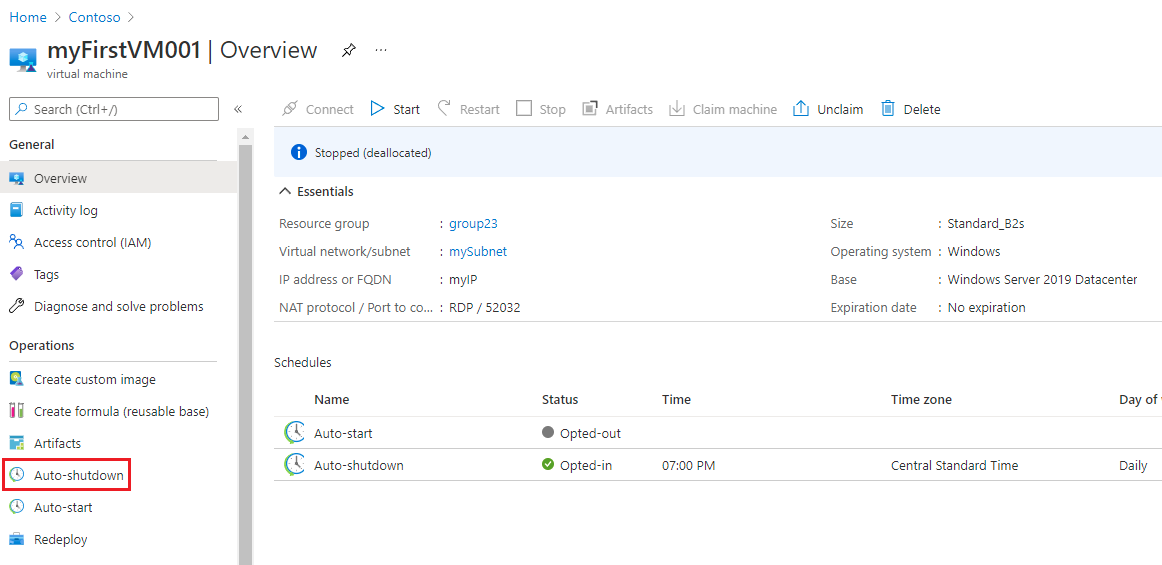 Home > Contoso >
myFirstVM001 | Overview ...
virtual machine
Search (Ctrl+/) «
Connect Start Restart Stop Artifacts Claim machine Unclaim Delete
General
Overview
Activity log
Access control (IAM)
Tags
Diagnose and solve problems
Operations
Create custom image
Create formula (reusable base)
Artifacts
Auto-shutdown
Auto-start
Redeploy
Stopped (deallocated)
Essentials
Resource group : group23
Virtual network/subnet : mySubnet
IP address or FQDN : myIP
NAT protocol / Port to co... : RDP / 52032
Size : Standard_B2s
Operating system : Windows
Base : Windows Server 2019 Datacenter
Expiration date : No expiration
Schedules
Name Status Time Time zone Day of
Auto-start Opted-out
Auto-shutdown Opted-in 07:00 PM Central Standard Time Daily